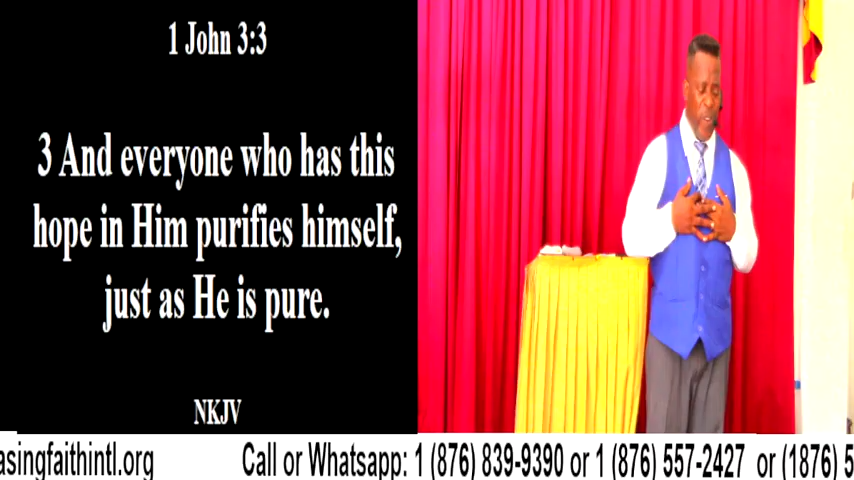 1 John 3:3
3 And everyone who has this
hope in Him purifies himself,
just as He is pure.
NKJV
asingfaithintl.org Call or Whatsapp: 1 (876) 839-9390 or 1 (876) 557-2427 or (1876) 5